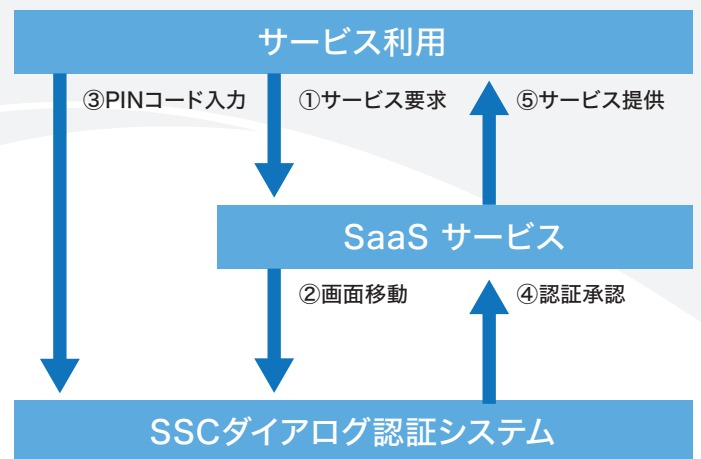 サービス利用
③PINコード入力
①サービス要求
⑤サービス提供
SaaS サービス
②画面移動
④認証承認
SSCダイアログ認証システム